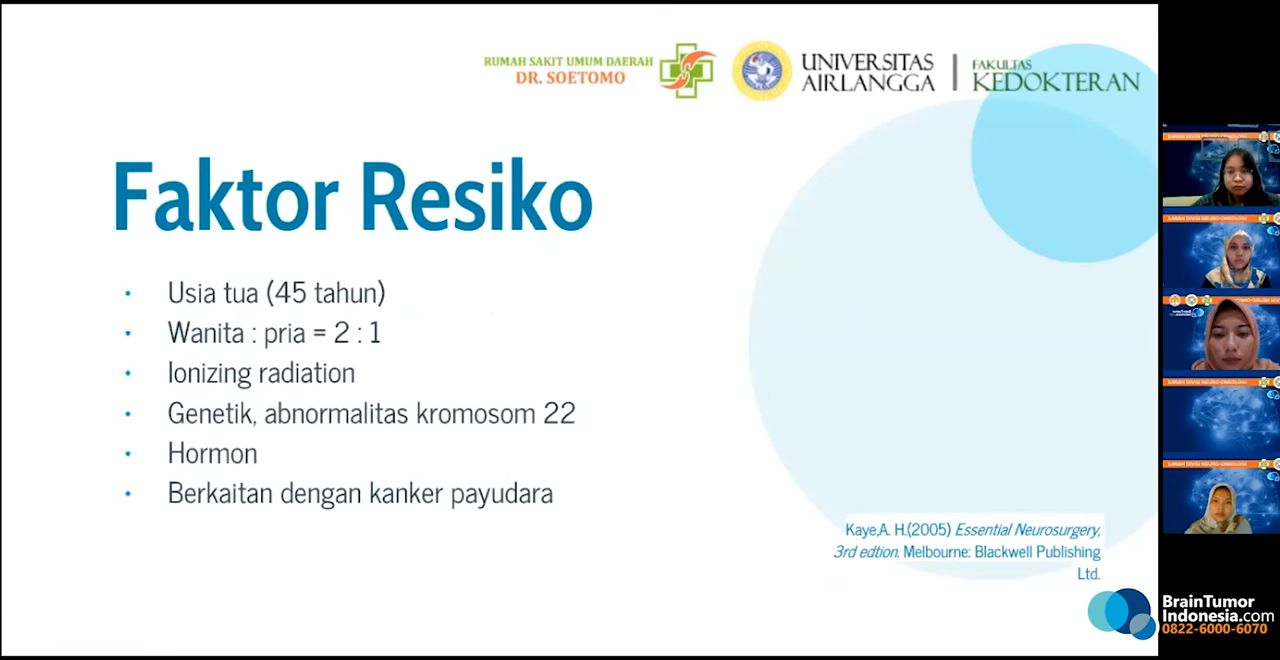 RUMAH SAKIT UMUM DAERAH
DR. SOETOMO
UNIVERSITAS
AIRLANGGA
FAKULTAS
KEDOKTERAN
Faktor Resiko
• Usia tua (45 tahun)
• Wanita : pria = 2 : 1
• Ionizing radiation
• Genetik, abnormalitas kromosom 22
• Hormon
• Berkaitan dengan kanker payudara
Kaye,A. H.(2005) Essential Neurosurgery,
3rd edtion. Melbourne: Blackwell Publishing
Ltd.
BrainTumor
Indonesia.com
0822-6000-6070